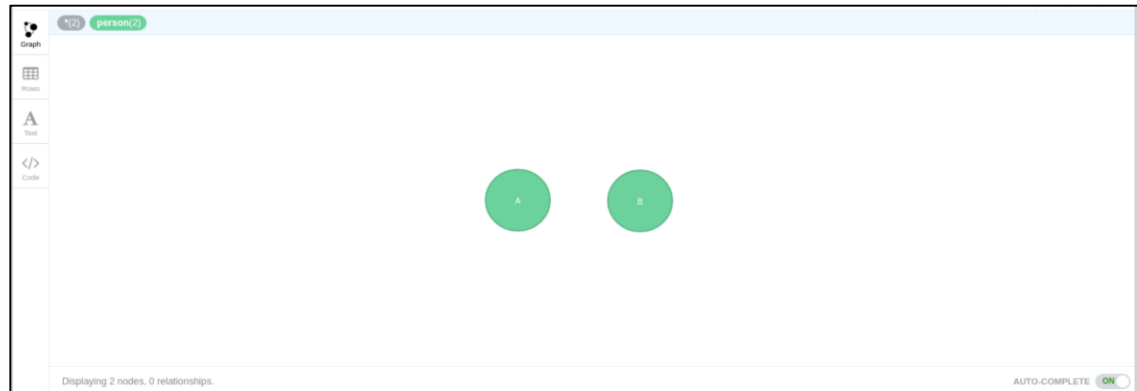 *(2) person(2)
Graph
Rows
Text
Code
A B
Displaying 2 nodes, 0 relationships. AUTO-COMPLETE ON